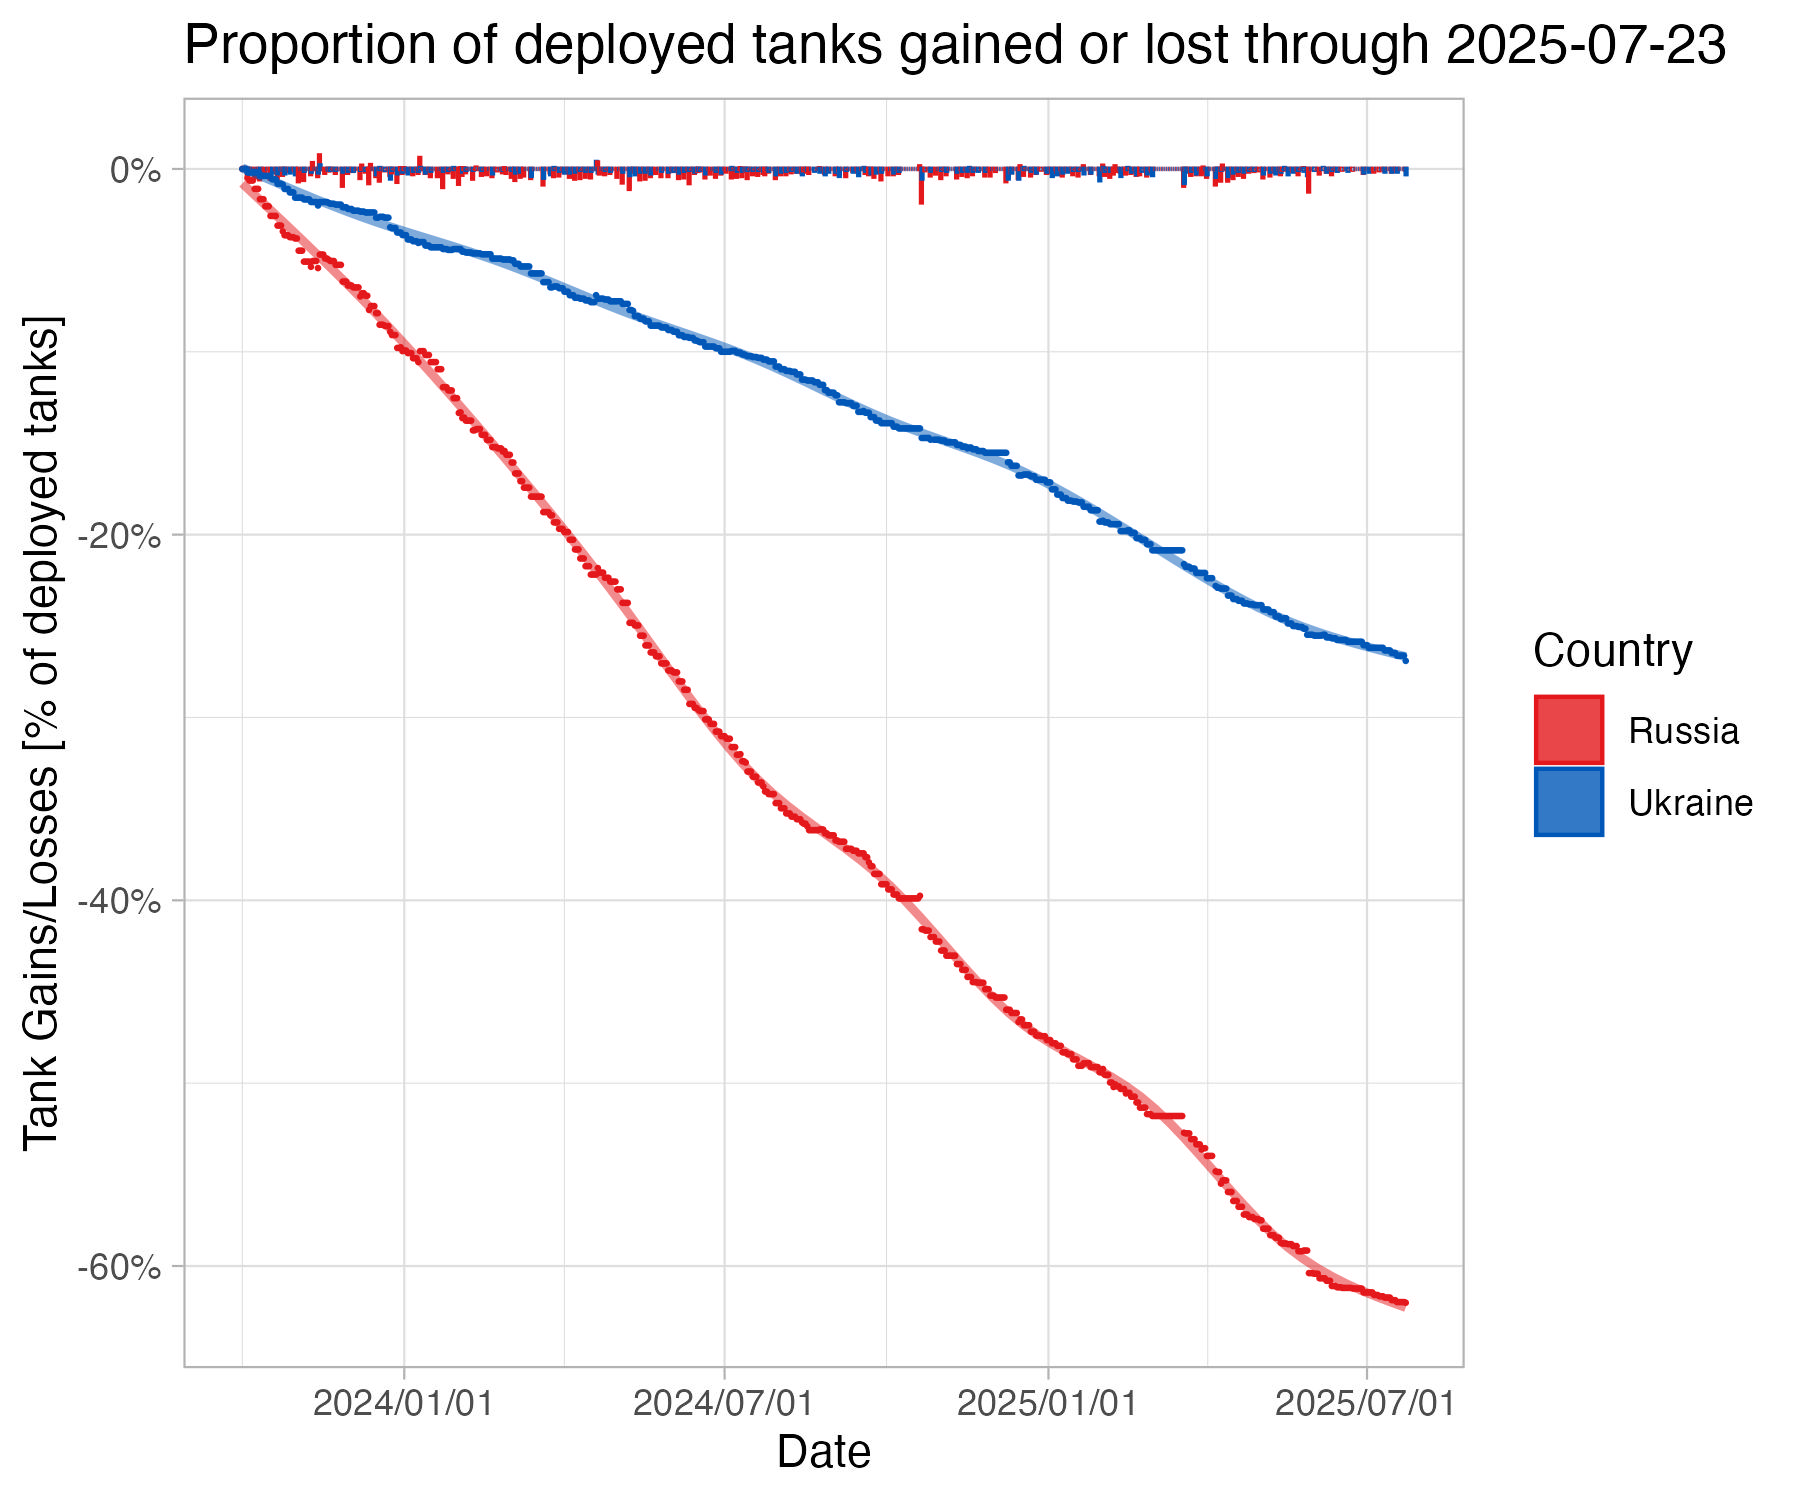 Proportion of deployed tanks gained or lost through 2025-07-23
Tank Gains/Losses [% of deployed tanks]
0%
-20%
-40%
-60%
2024/01/01
2024/07/01
2025/01/01
2025/07/01
Date
Country
Russia
Ukraine